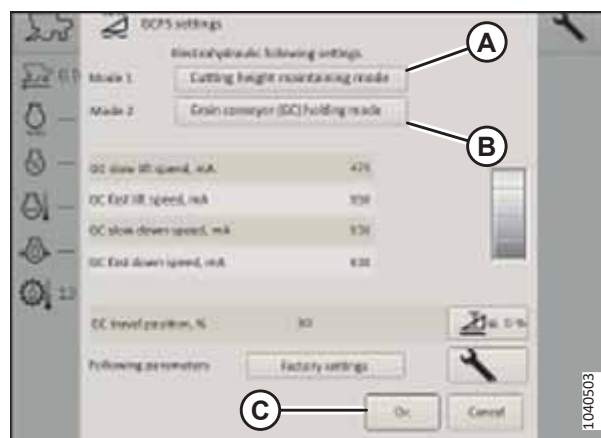 GCPS settings
Electrohydraulic following settings
Mode 1 Cutting height maintaining mode
Mode 2 Grain conveyor (GC) holding mode
GC slow lift speed, mA
GC fast lift speed, mA
GC slow down speed, mA
GC fast down speed, mA
GC travel position, %
Following parameters Factory settings
Cancel
A
B
C
1040503